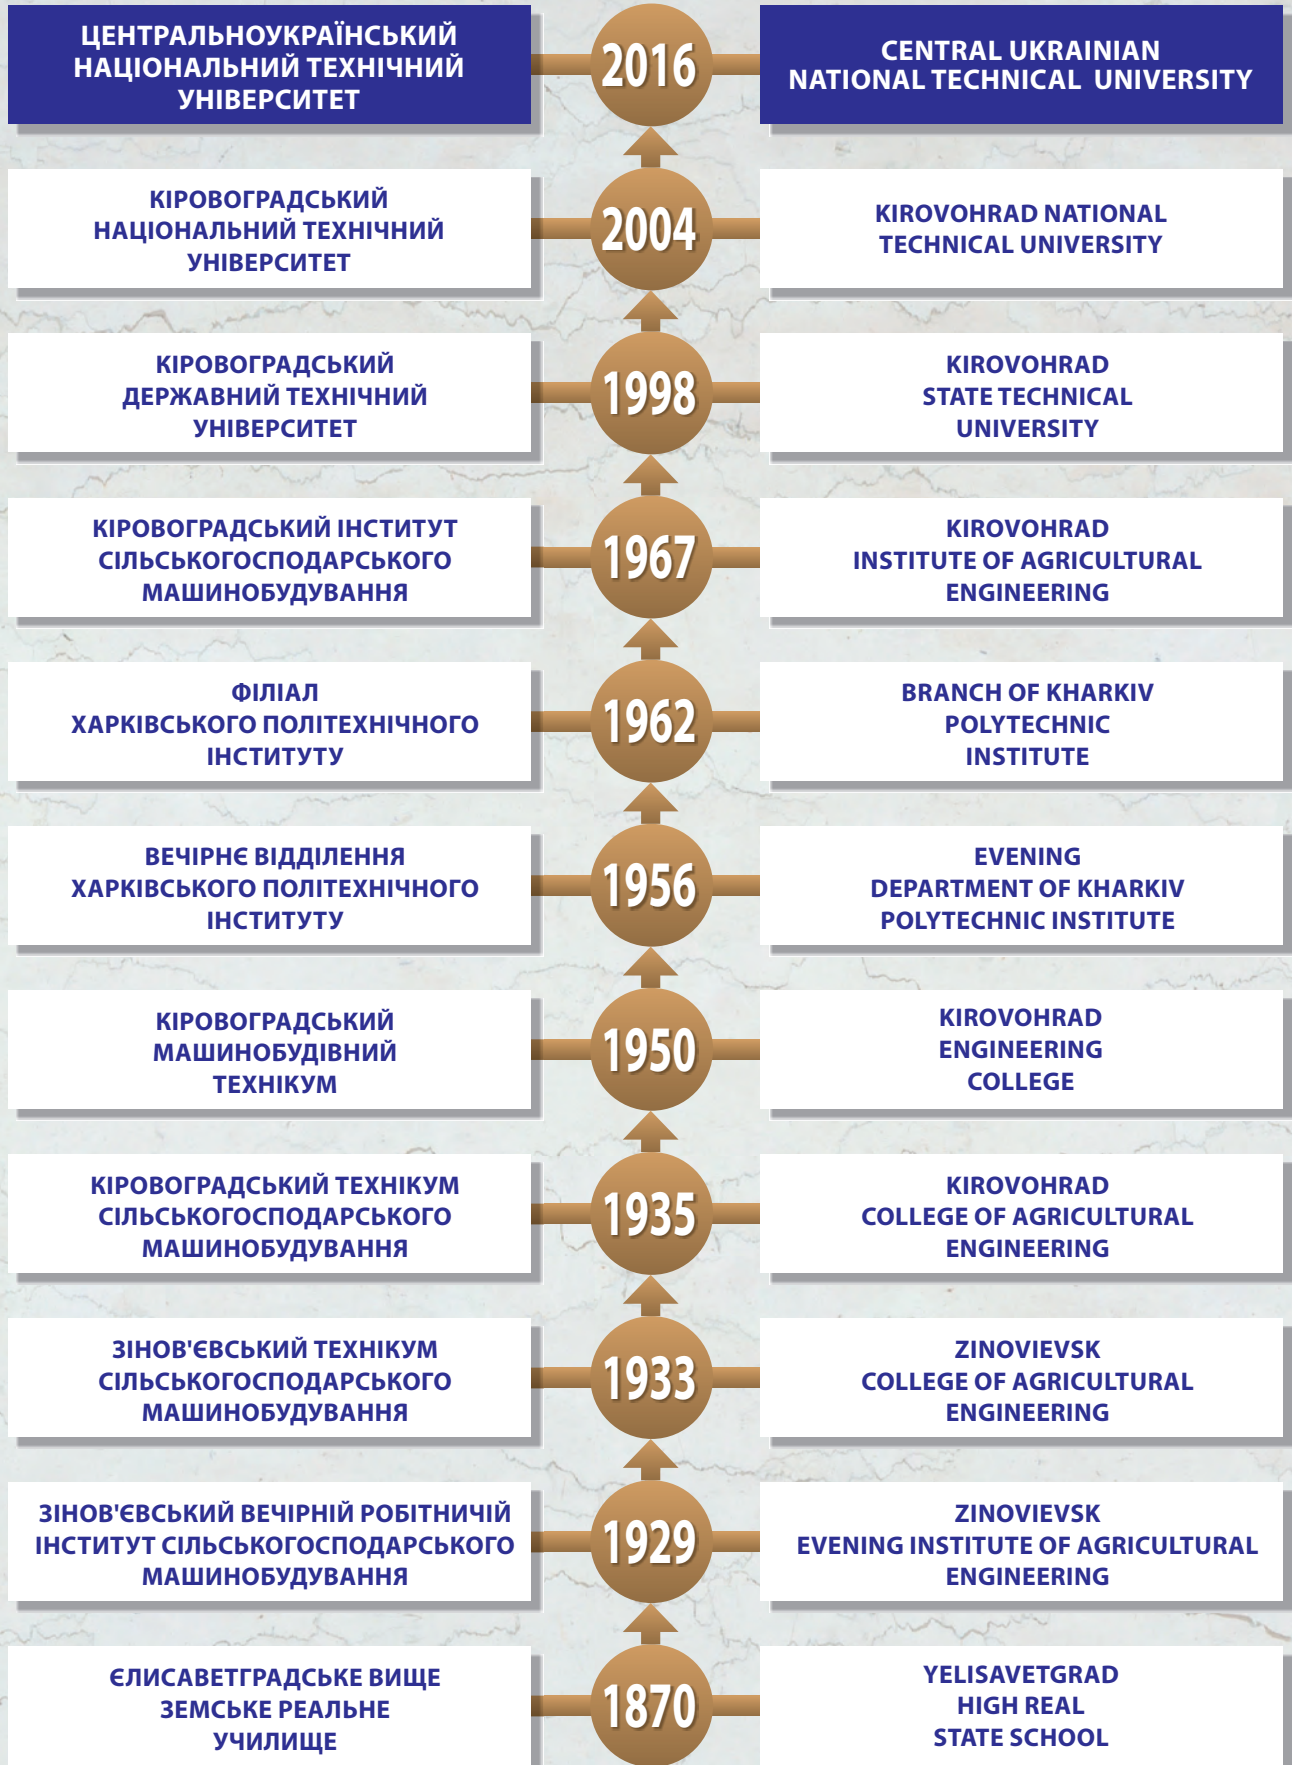 ЦЕНТРАЛЬНОУКРАЇНСЬКИЙ
НАЦІОНАЛЬНИЙ ТЕХНІЧНИЙ
УНІВЕРСИТЕТ
2016
CENTRAL UKRAINIAN
NATIONAL TECHNICAL UNIVERSITY
КІРОВОГРАДСЬКИЙ
НАЦІОНАЛЬНИЙ ТЕХНІЧНИЙ
УНІВЕРСИТЕТ
2004
KIROVOHRAD NATIONAL
TECHNICAL UNIVERSITY
КІРОВОГРАДСЬКИЙ
ДЕРЖАВНИЙ ТЕХНІЧНИЙ
УНІВЕРСИТЕТ
1998
KIROVOHRAD
STATE TECHNICAL
UNIVERSITY
КІРОВОГРАДСЬКИЙ ІНСТИТУТ
СІЛЬСЬКОГОСПОДАРСЬКОГО
МАШИНОБУДУВАННЯ
1967
KIROVOHRAD
INSTITUTE OF AGRICULTURAL
ENGINEERING
ФІЛІАЛ
ХАРКІВСЬКОГО ПОЛІТЕХНІЧНОГО
ІНСТИТУТУ
1962
BRANCH OF KHARKIV
POLYTECHNIC
INSTITUTE
ВЕЧІРНЄ ВІДДІЛЕННЯ
ХАРКІВСЬКОГО ПОЛІТЕХНІЧНОГО
ІНСТИТУТУ
1956
EVENING
DEPARTMENT OF KHARKIV
POLYTECHNIC INSTITUTE
КІРОВОГРАДСЬКИЙ
МАШИНОБУДІВНИЙ
ТЕХНІКУМ
1950
KIROVOHRAD
ENGINEERING
COLLEGE
КІРОВОГРАДСЬКИЙ ТЕХНІКУМ
СІЛЬСЬКОГОСПОДАРСЬКОГО
МАШИНОБУДУВАННЯ
1935
KIROVOHRAD
COLLEGE OF AGRICULTURAL
ENGINEERING
ЗІНОВ'ЄВСЬКИЙ ТЕХНІКУМ
СІЛЬСЬКОГОСПОДАРСЬКОГО
МАШИНОБУДУВАННЯ
1933
ZINOVIEVSK
COLLEGE OF AGRICULTURAL
ENGINEERING
ЗІНОВ'ЄВСЬКИЙ ВЕЧІРНІЙ РОБІТНИЧІЙ
ІНСТИТУТ СІЛЬСЬКОГОСПОДАРСЬКОГО
МАШИНОБУДУВАННЯ
1929
ZINOVIEVSK
EVENING INSTITUTE OF AGRICULTURAL
ENGINEERING
ЄЛИСАВЕТГРАДСЬКЕ ВИЩЕ
ЗЕМСЬКЕ РЕАЛЬНЕ
УЧИЛИЩЕ
1870
YELISAVETGRAD
HIGH REAL
STATE SCHOOL